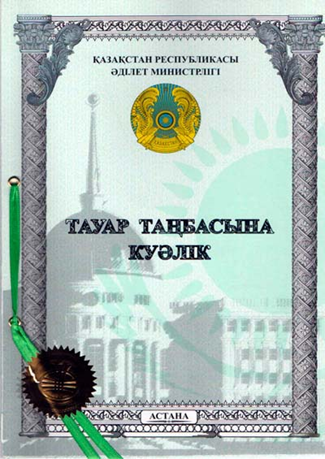 ҚАЗАҚСТАН РЕСПУБЛИКАСЫ
ӘДІЛЕТ МИНИСТРЛІГІ
ТАУАР ТАҢБАСЫНА
КУӘЛІК
АСТАНА